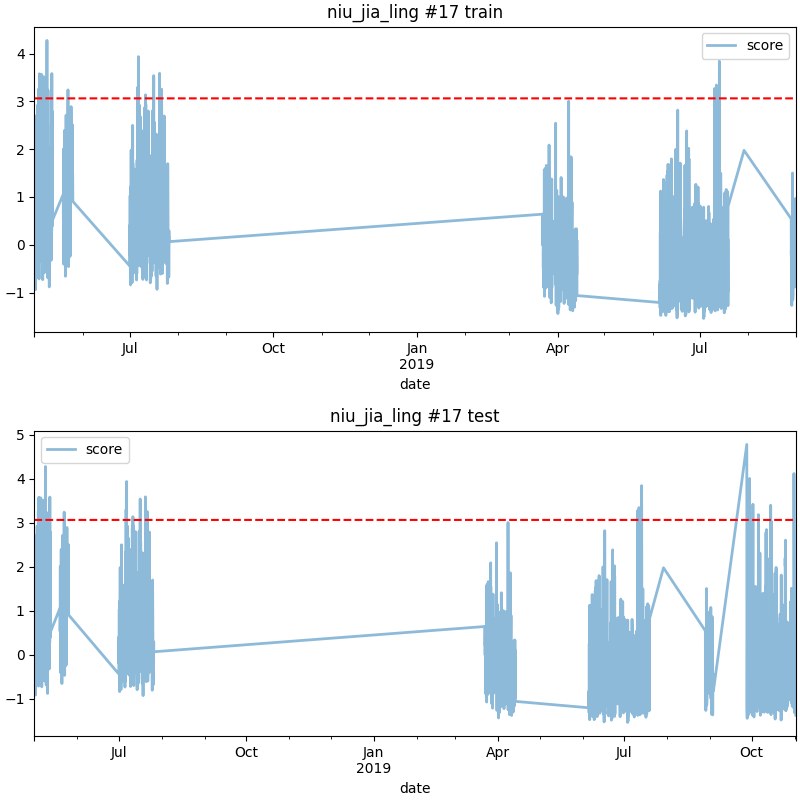 niu_jia_ling #17 train
score
4
3
2
1
0
−1
Jul Oct Jan Apr Jul
2019
date
niu_jia_ling #17 test
score
5
4
3
2
1
0
−1
Jul Oct Jan Apr Jul Oct
2019
date